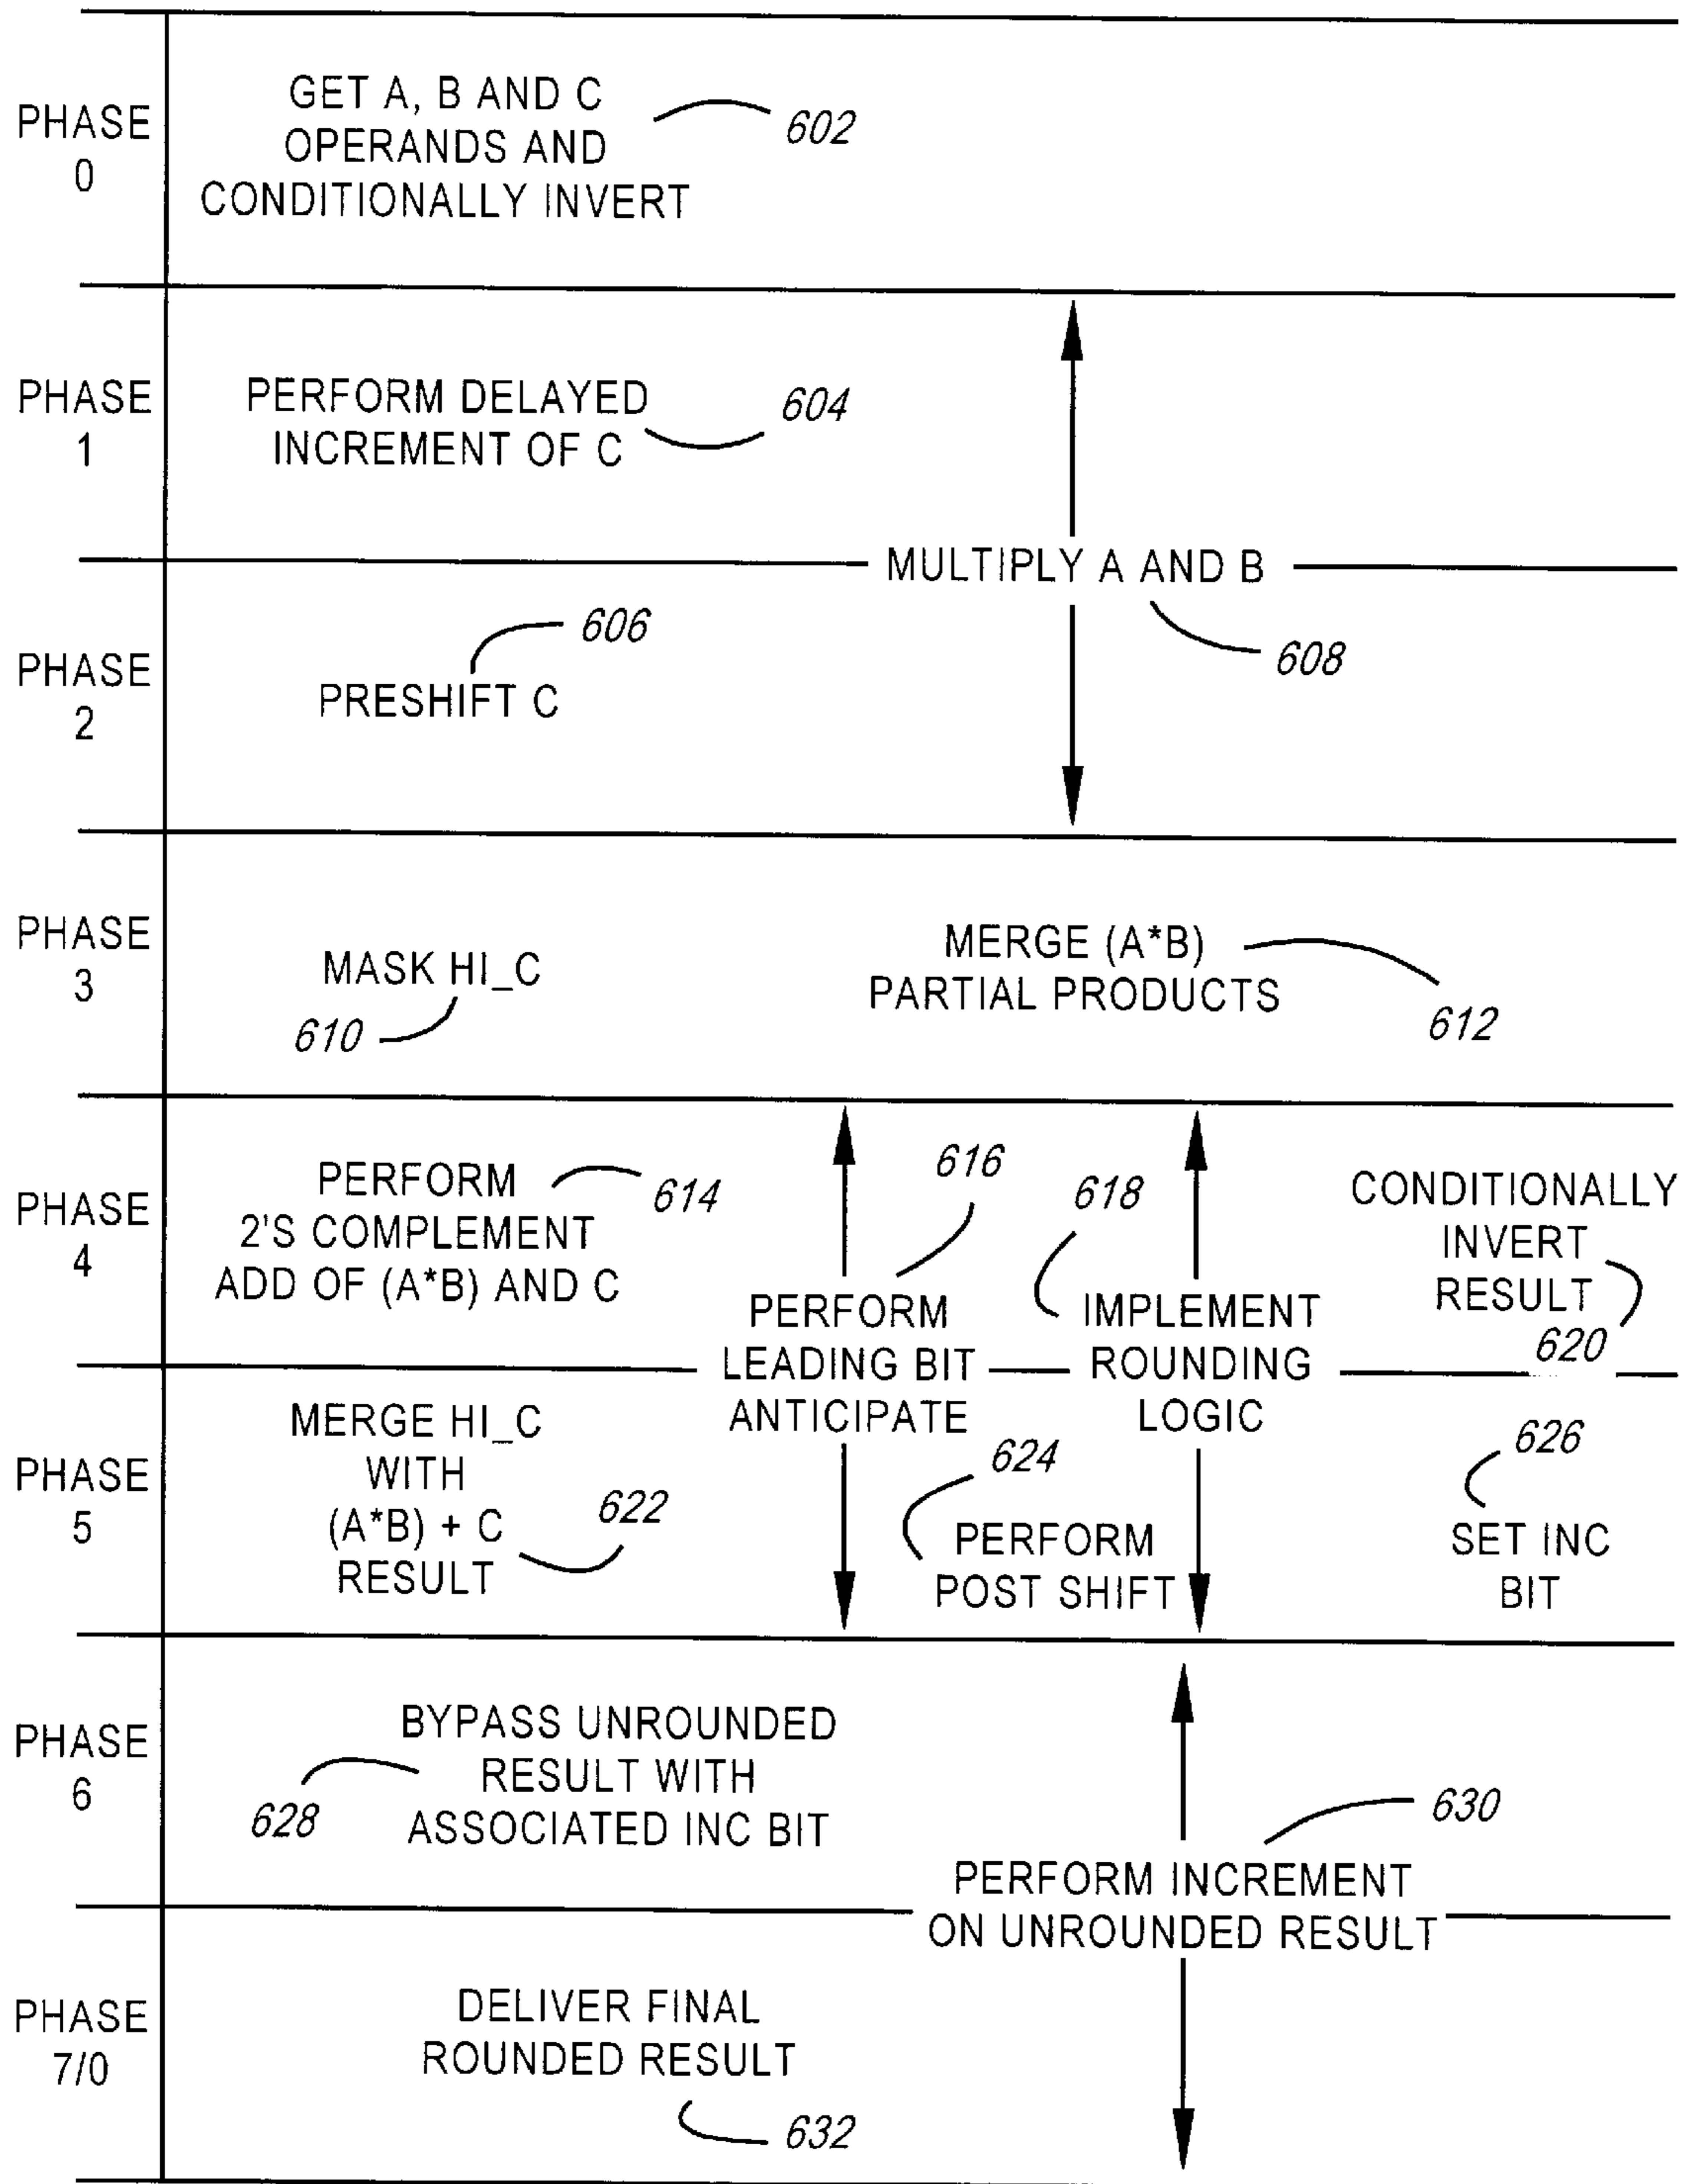 PHASE
0
GET A, B AND C
OPERANDS AND
CONDITIONALLY INVERT
602
PHASE
1
PERFORM DELAYED
INCREMENT OF C
604
MULTIPLY A AND B
608
PHASE
2
606
PRESHIFT C
PHASE
3
MASK HI_C
610
MERGE (A*B)
PARTIAL PRODUCTS
612
PHASE
4
PERFORM
2'S COMPLEMENT
ADD OF (A*B) AND C
614
616
PERFORM
LEADING BIT
ANTICIPATE
618
IMPLEMENT
ROUNDING
LOGIC
CONDITIONALLY
INVERT
RESULT
620
PHASE
5
MERGE HI_C
WITH
(A*B) + C
RESULT
622
624
PERFORM
POST SHIFT
626
SET INC
BIT
PHASE
6
BYPASS UNROUNDED
RESULT WITH
ASSOCIATED INC BIT
628
630
PERFORM INCREMENT
ON UNROUNDED RESULT
PHASE
7/0
DELIVER FINAL
ROUNDED RESULT
632